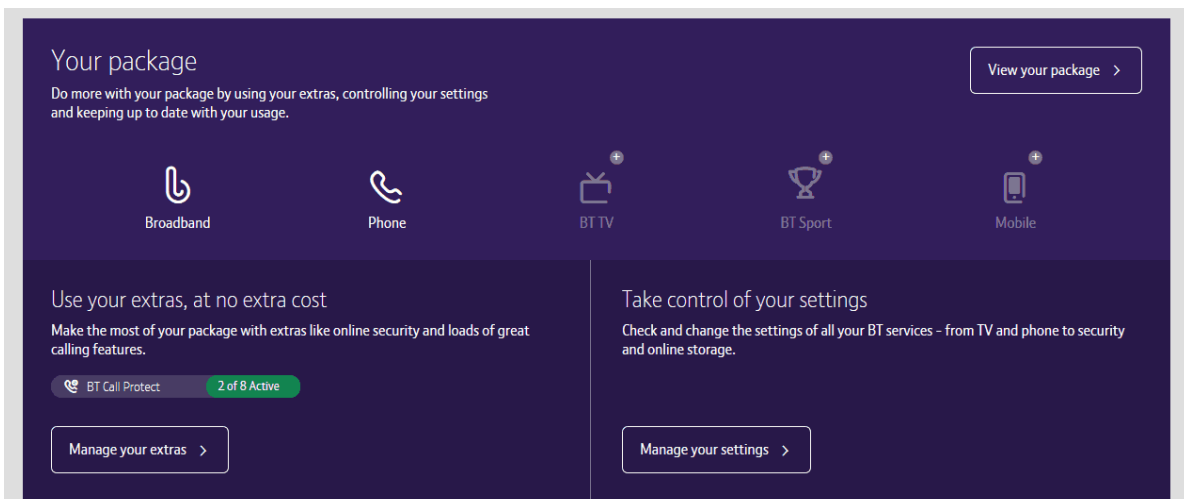 Your package
View your package
Do more with your package by using your extras, controlling your settings
and keeping up to date with your usage.
Broadband
Phone
BT TV
BT Sport
Mobile
Use your extras, at no extra cost
Make the most of your package with extras like online security and loads of great
calling features.
BT Call Protect
2 of 8 Active
Manage your extras
Take control of your settings
Check and change the settings of all your BT services – from TV and phone to security
and online storage.
Manage your settings